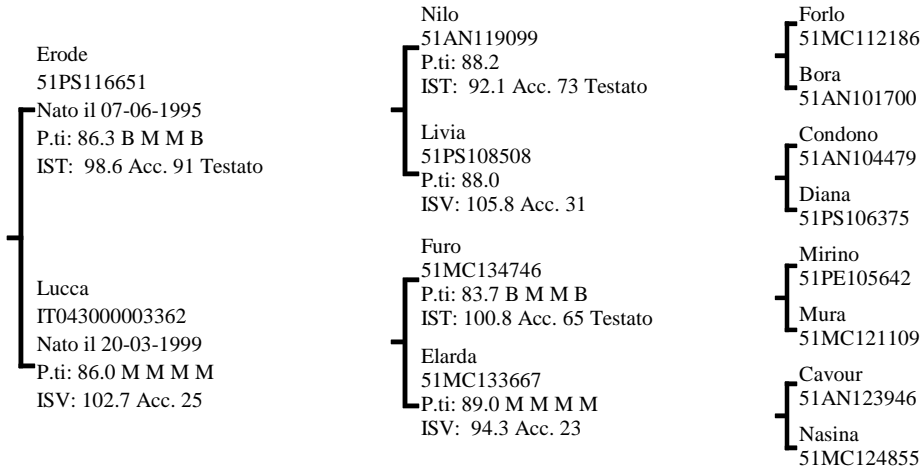 Erode
51PS116651
Nato il 07-06-1995
P.ti: 86.3 B M M B
IST: 98.6 Acc. 91 Testato
Lucca
IT043000003362
Nato il 20-03-1999
P.ti: 86.0 M M M M
ISV: 102.7 Acc. 25
Nilo
51AN119099
P.ti: 88.2
IST: 92.1 Acc. 73 Testato
Livia
51PS108508
P.ti: 88.0
ISV: 105.8 Acc. 31
Furo
51MC134746
P.ti: 83.7 B M M B
IST: 100.8 Acc. 65 Testato
Elarda
51MC133667
P.ti: 89.0 M M M M
ISV: 94.3 Acc. 23
Forlo
51MC112186
Bora
51AN101700
Condono
51AN104479
Diana
51PS106375
Mirino
51PE105642
Mura
51MC121109
Cavour
51AN123946
Nasina
51MC124855